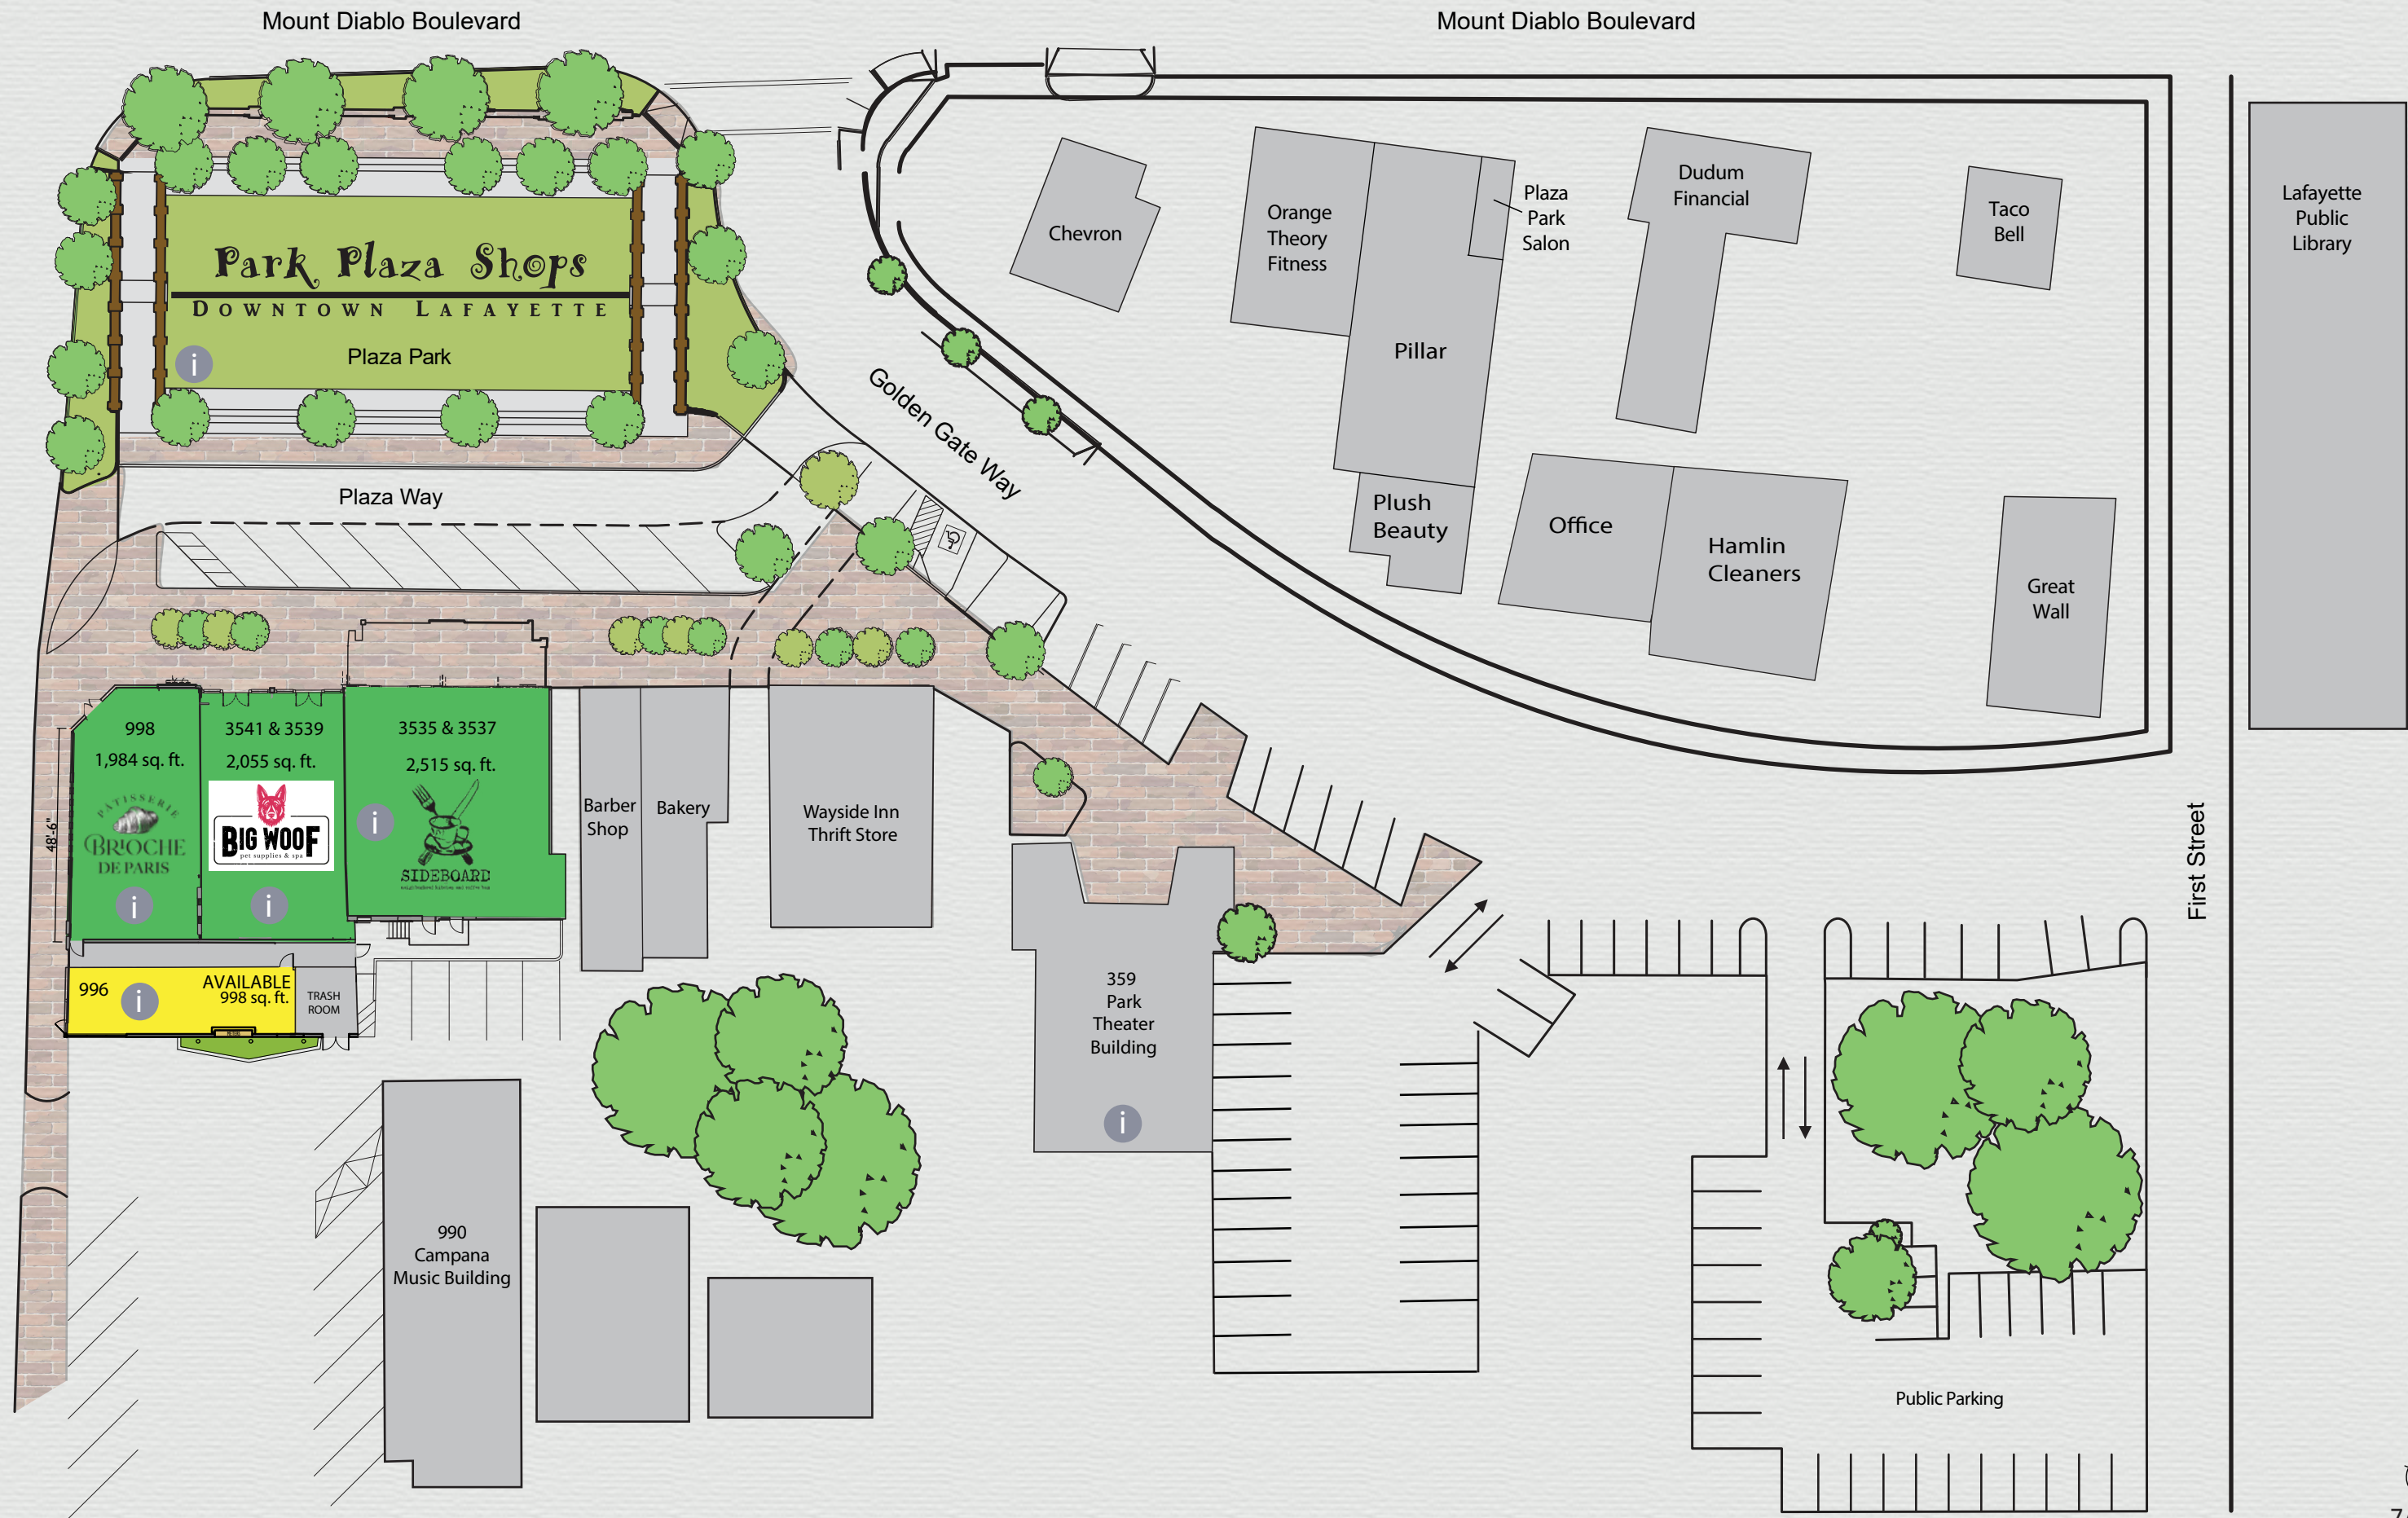 Mount Diablo Boulevard
Mount Diablo Boulevard
Park Plaza Shops
DOWNTOWN LAFAYETTE
i
Plaza Park
Plaza Way
Golden Gate Way
Chevron
Orange
Theory
Fitness
Pillar
Plaza
Park
Salon
Dudum
Financial
Taco
Bell
Lafayette
Public
Library
Plush
Beauty
Office
Hamlin
Cleaners
Great
Wall
First Street
998
1,984 sq. ft.
PATISSERIE
BRIOCHE
DE PARIS
i
48'-6"
3541 & 3539
2,055 sq. ft.
BIG WOOF
pet supplies & spa
i
3535 & 3537
2,515 sq. ft.
i
SIDEBOARD
Barber
Shop
Bakery
Wayside Inn
Thrift Store
996
i
AVAILABLE
998 sq. ft.
TRASH
ROOM
359
Park
Theater
Building
i
990
Campana
Music Building
Public Parking